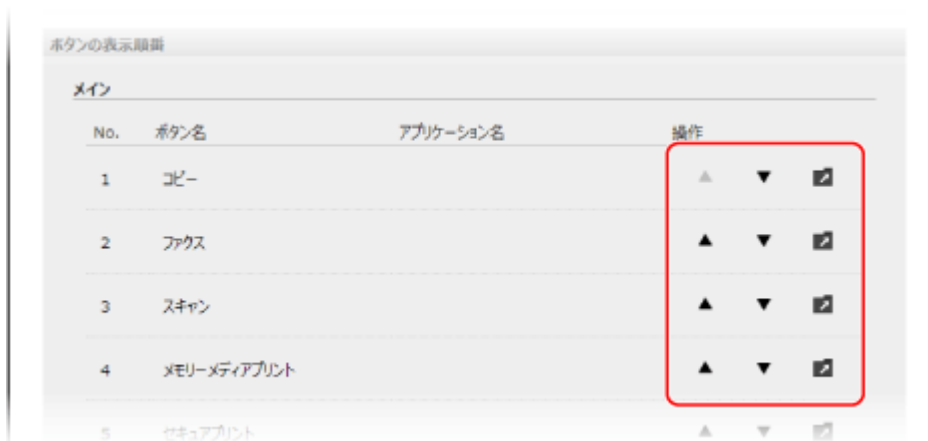 ボタンの表示順番
メイン
No. ボタン名 アプリケーション名 操作
1 コピー ▲ ▼
2 ファクス ▲ ▼
3 スキャン ▲ ▼
4 メモリーメディアプリント ▲ ▼
5 セキュアプリント ▲ ▼